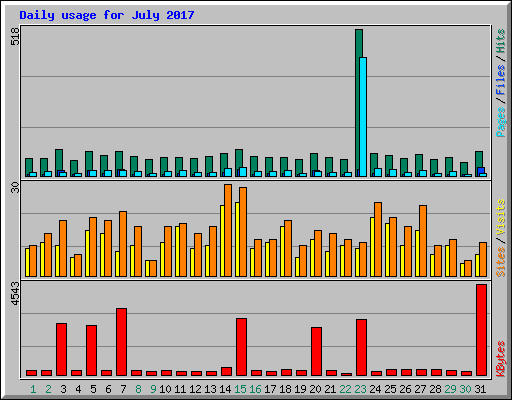 Daily usage for July 2017
518
Pages / Files / Hits
30
Sites / Visits
4543
KBytes
1 2 3 4 5 6 7 8 9 10 11 12 13 14 15 16 17 18 19 20 21 22 23 24 25 26 27 28 29 30 31